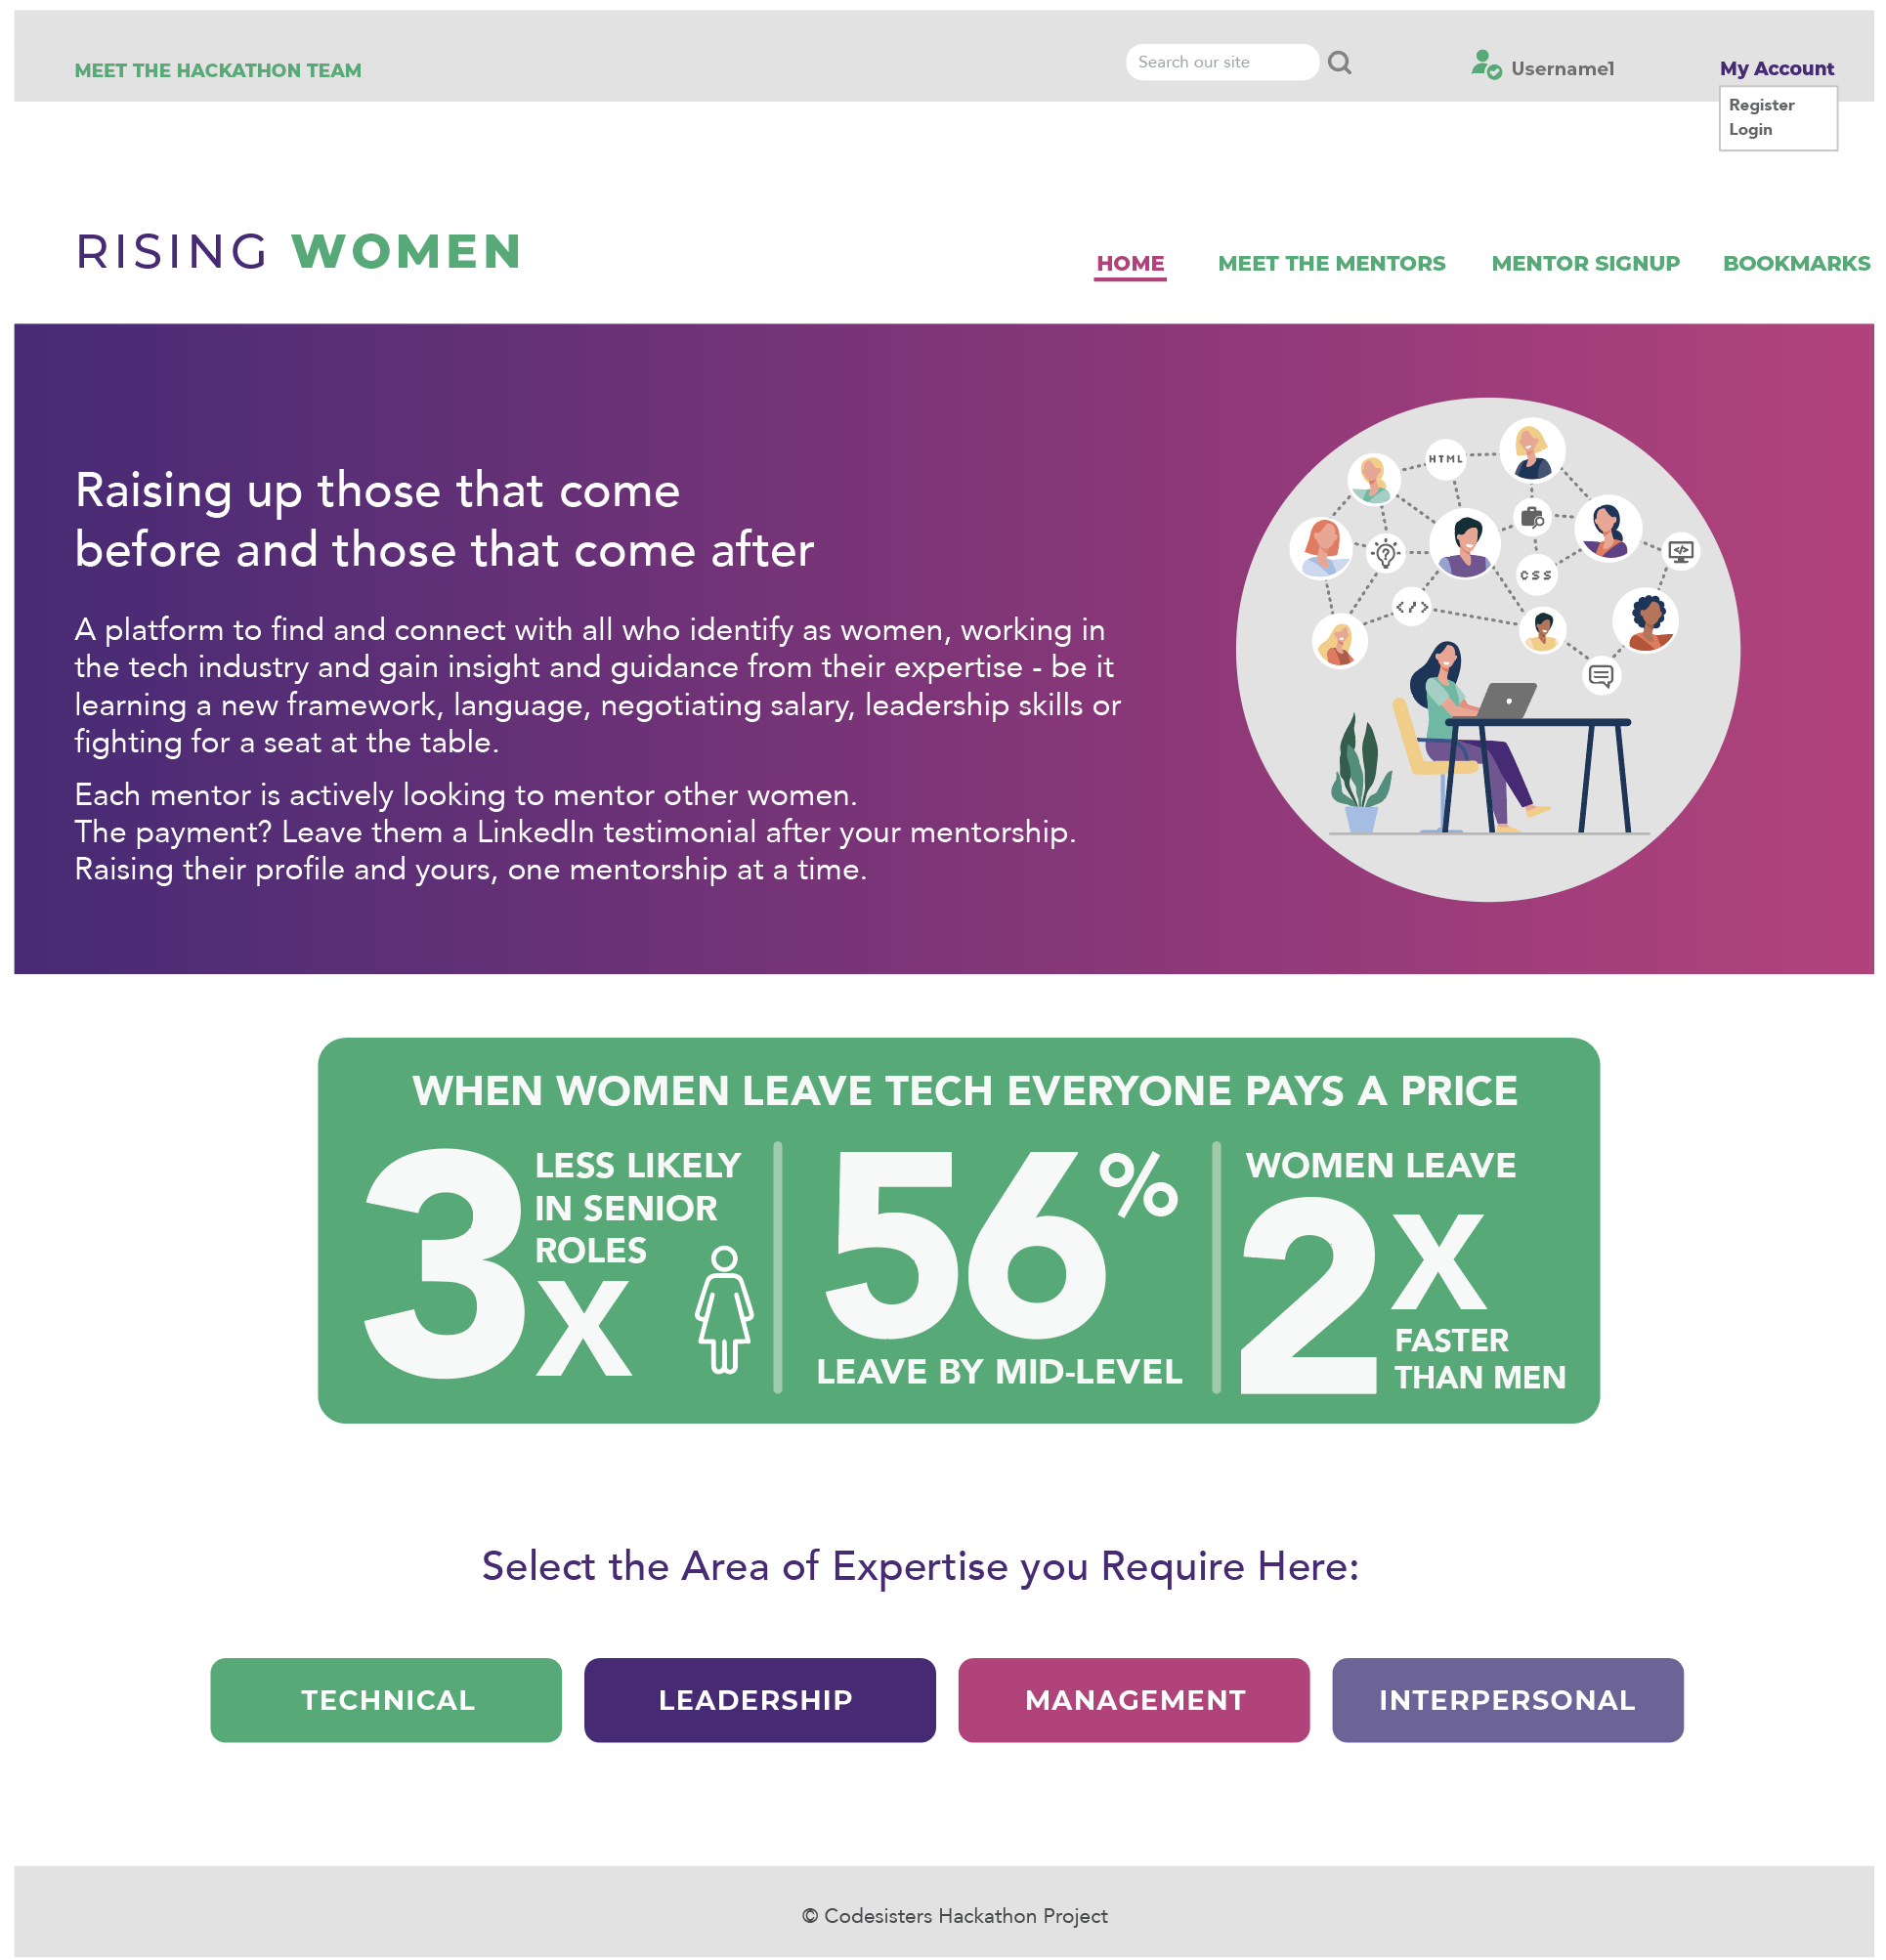 MEET THE HACKATHON TEAM
Search our site
Username1
My Account
Register
Login
RISING WOMEN
HOME
MEET THE MENTORS
MENTOR SIGNUP
BOOKMARKS
Raising up those that come
before and those that come after
A platform to find and connect with all who identify as women, working in
the tech industry and gain insight and guidance from their expertise - be it
learning a new framework, language, negotiating salary, leadership skills or
fighting for a seat at the table.
Each mentor is actively looking to mentor other women.
The payment? Leave them a LinkedIn testimonial after your mentorship.
Raising their profile and yours, one mentorship at a time.
HTML
?
</>
CSS
</>
WHEN WOMEN LEAVE TECH EVERYONE PAYS A PRICE
3X
LESS LIKELY
IN SENIOR
ROLES
56%
LEAVE BY MID-LEVEL
WOMEN LEAVE
2X
FASTER
THAN MEN
Select the Area of Expertise you Require Here:
TECHNICAL
LEADERSHIP
MANAGEMENT
INTERPERSONAL
© Codesisters Hackathon Project